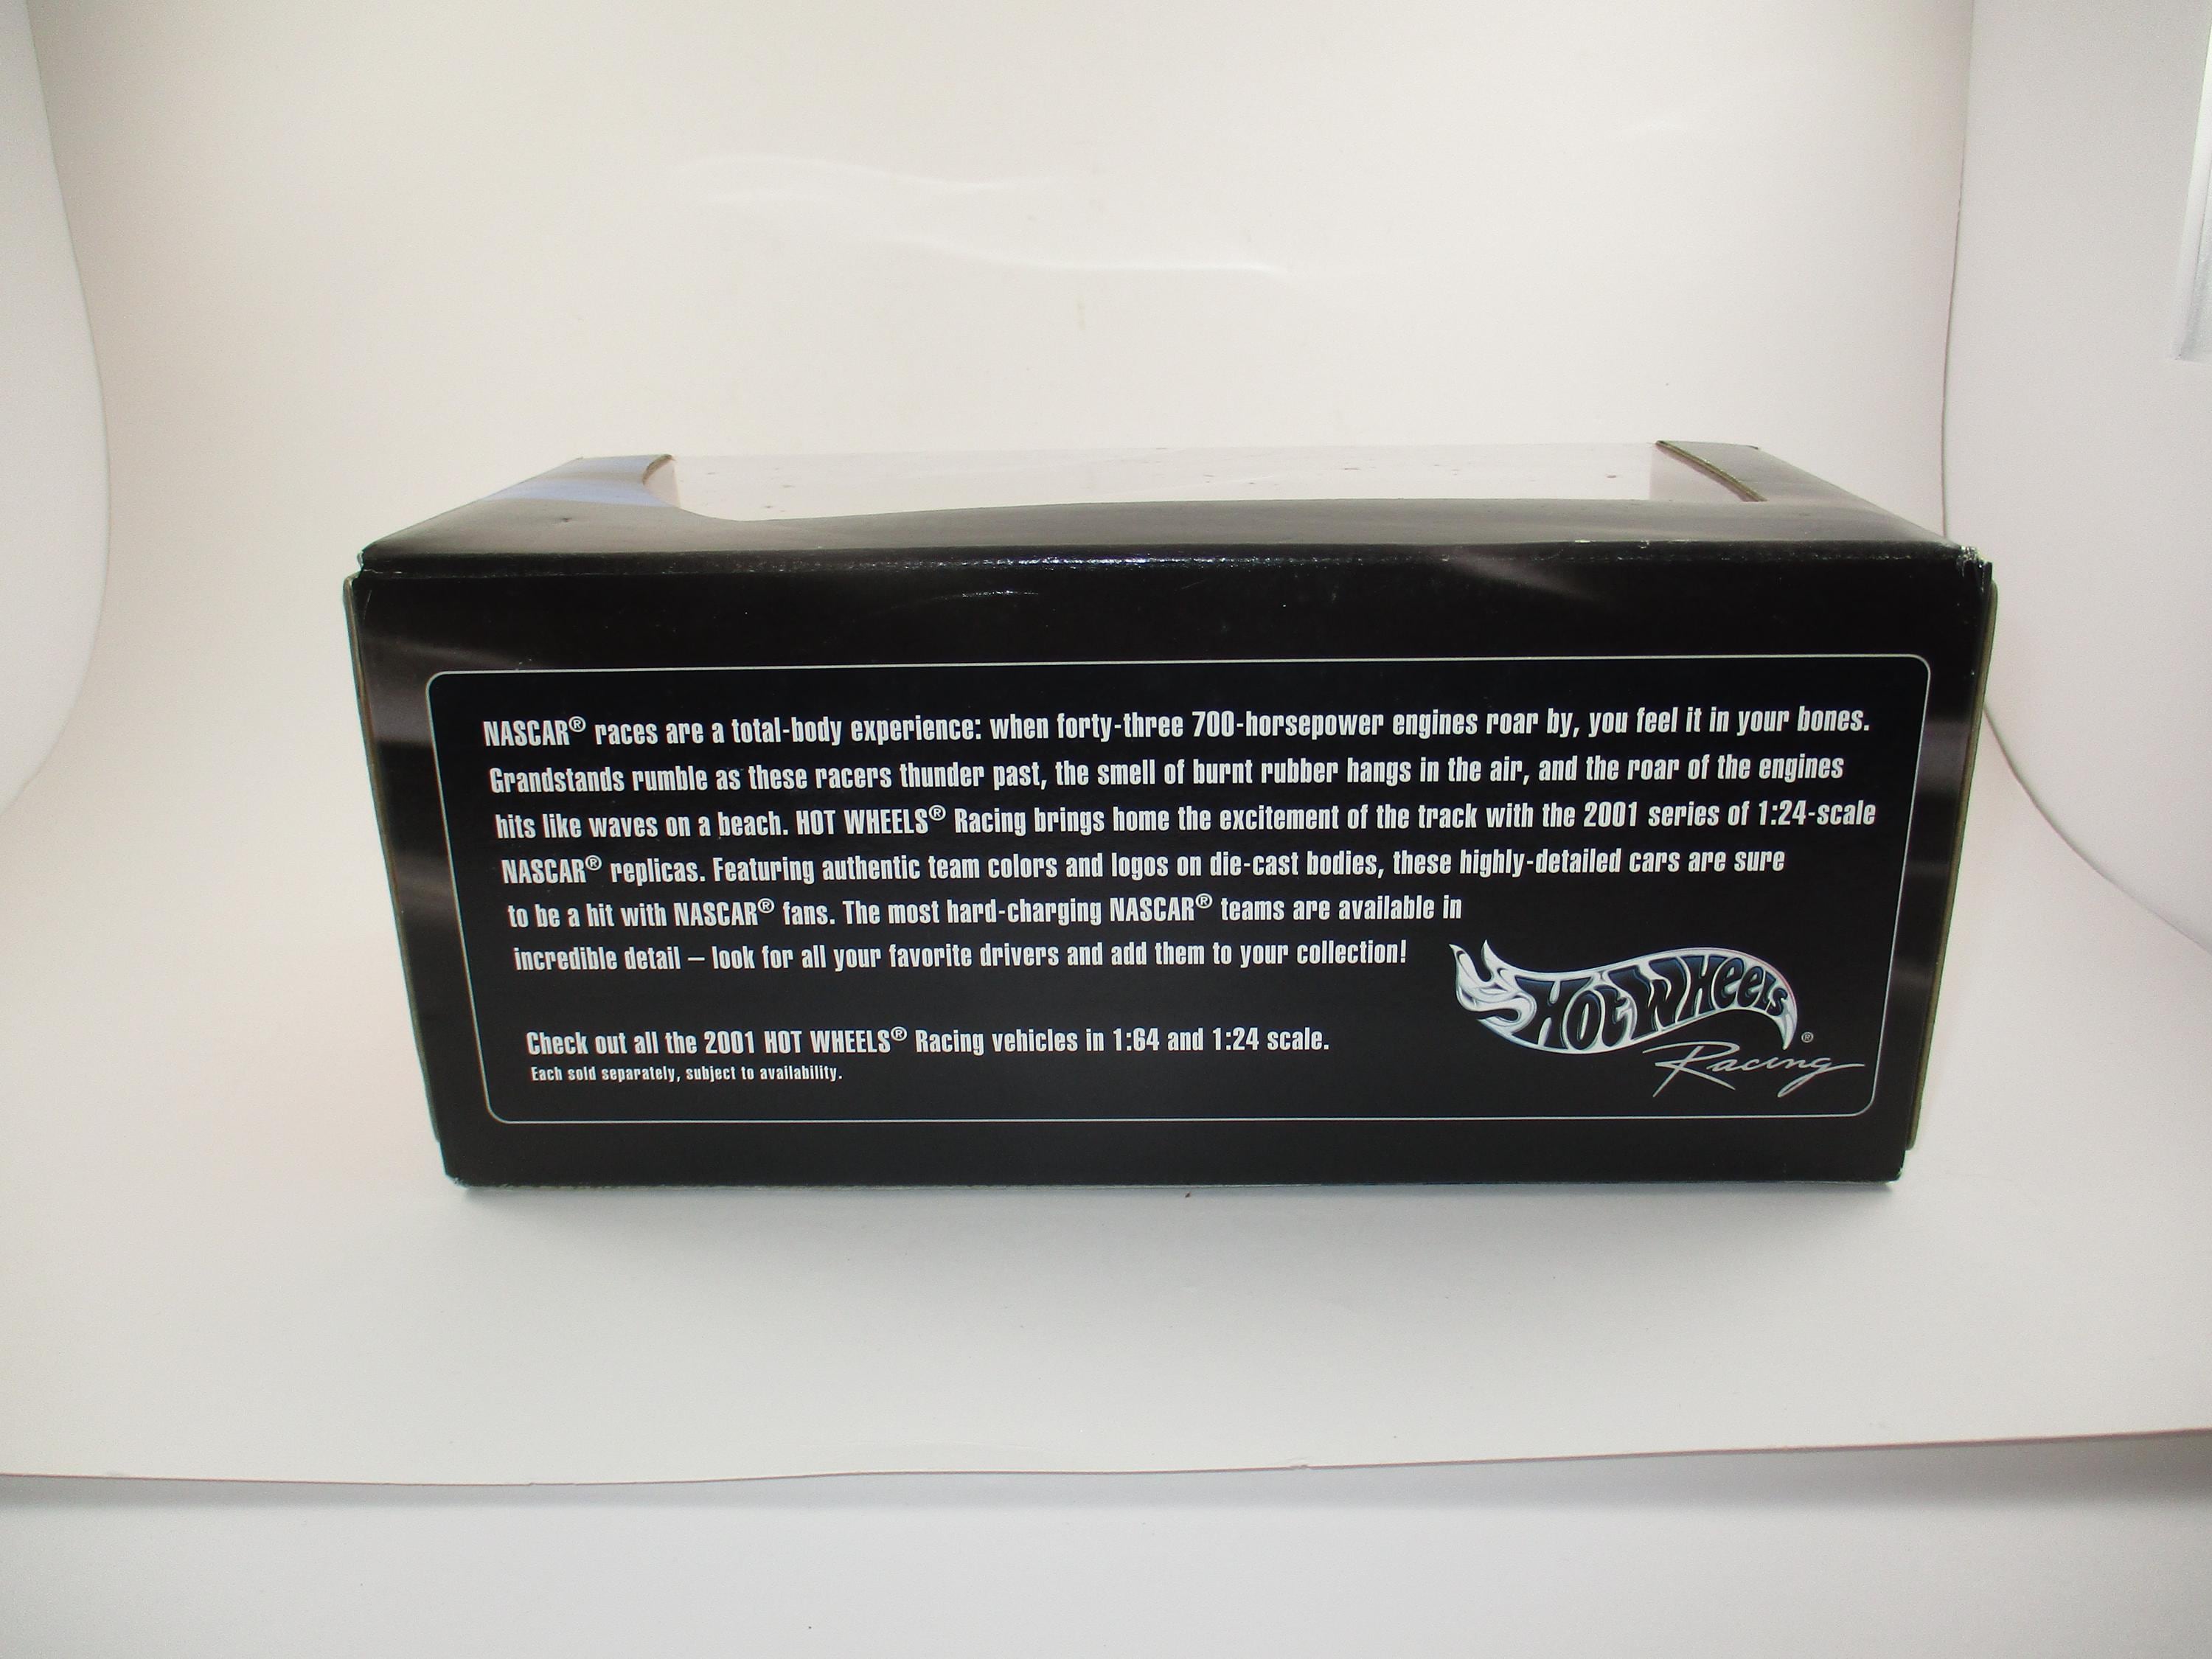 NASCAR® races are a total-body experience: when forty-three 700-horsepower engines roar by, you feel it in your bones.
Grandstands rumble as these racers thunder past, the smell of burnt rubber hangs in the air, and the roar of the engines
hits like waves on a beach. HOT WHEELS® Racing brings home the excitement of the track with the 2001 series of 1:24-scale
NASCAR® replicas. Featuring authentic team colors and logos on die-cast bodies, these highly-detailed cars are sure
to be a hit with NASCAR® fans. The most hard-charging NASCAR® teams are available in
incredible detail – look for all your favorite drivers and add them to your collection!
Check out all the 2001 HOT WHEELS® Racing vehicles in 1:64 and 1:24 scale.
Each sold separately, subject to availability.
Hot Wheels®
Racing